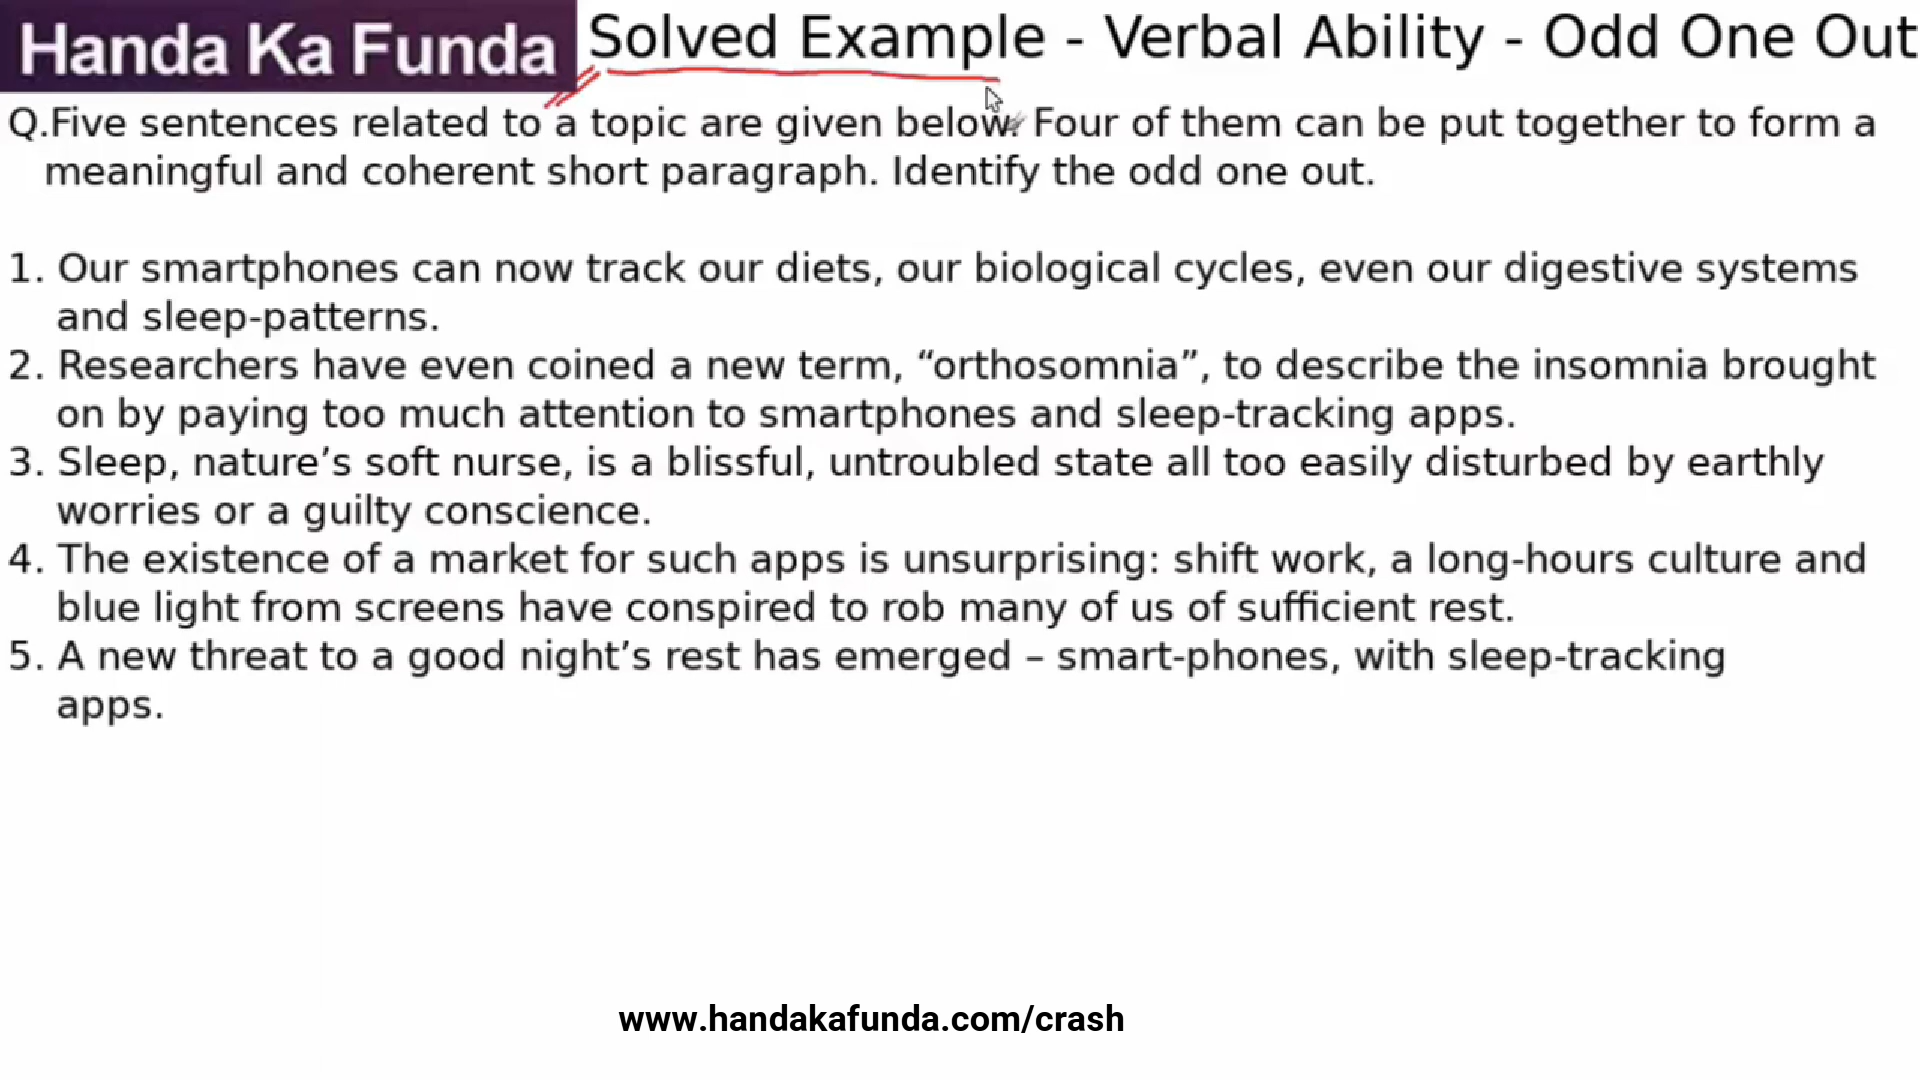 Handa Ka Funda
Solved Example - Verbal Ability - Odd One Out
Q.Five sentences related to a topic are given below. Four of them can be put together to form a
meaningful and coherent short paragraph. Identify the odd one out.
1. Our smartphones can now track our diets, our biological cycles, even our digestive systems
and sleep-patterns.
2. Researchers have even coined a new term, “orthosomnia”, to describe the insomnia brought
on by paying too much attention to smartphones and sleep-tracking apps.
3. Sleep, nature’s soft nurse, is a blissful, untroubled state all too easily disturbed by earthly
worries or a guilty conscience.
4. The existence of a market for such apps is unsurprising: shift work, a long-hours culture and
blue light from screens have conspired to rob many of us of sufficient rest.
5. A new threat to a good night’s rest has emerged – smart-phones, with sleep-tracking
apps.
www.handakafunda.com/crash